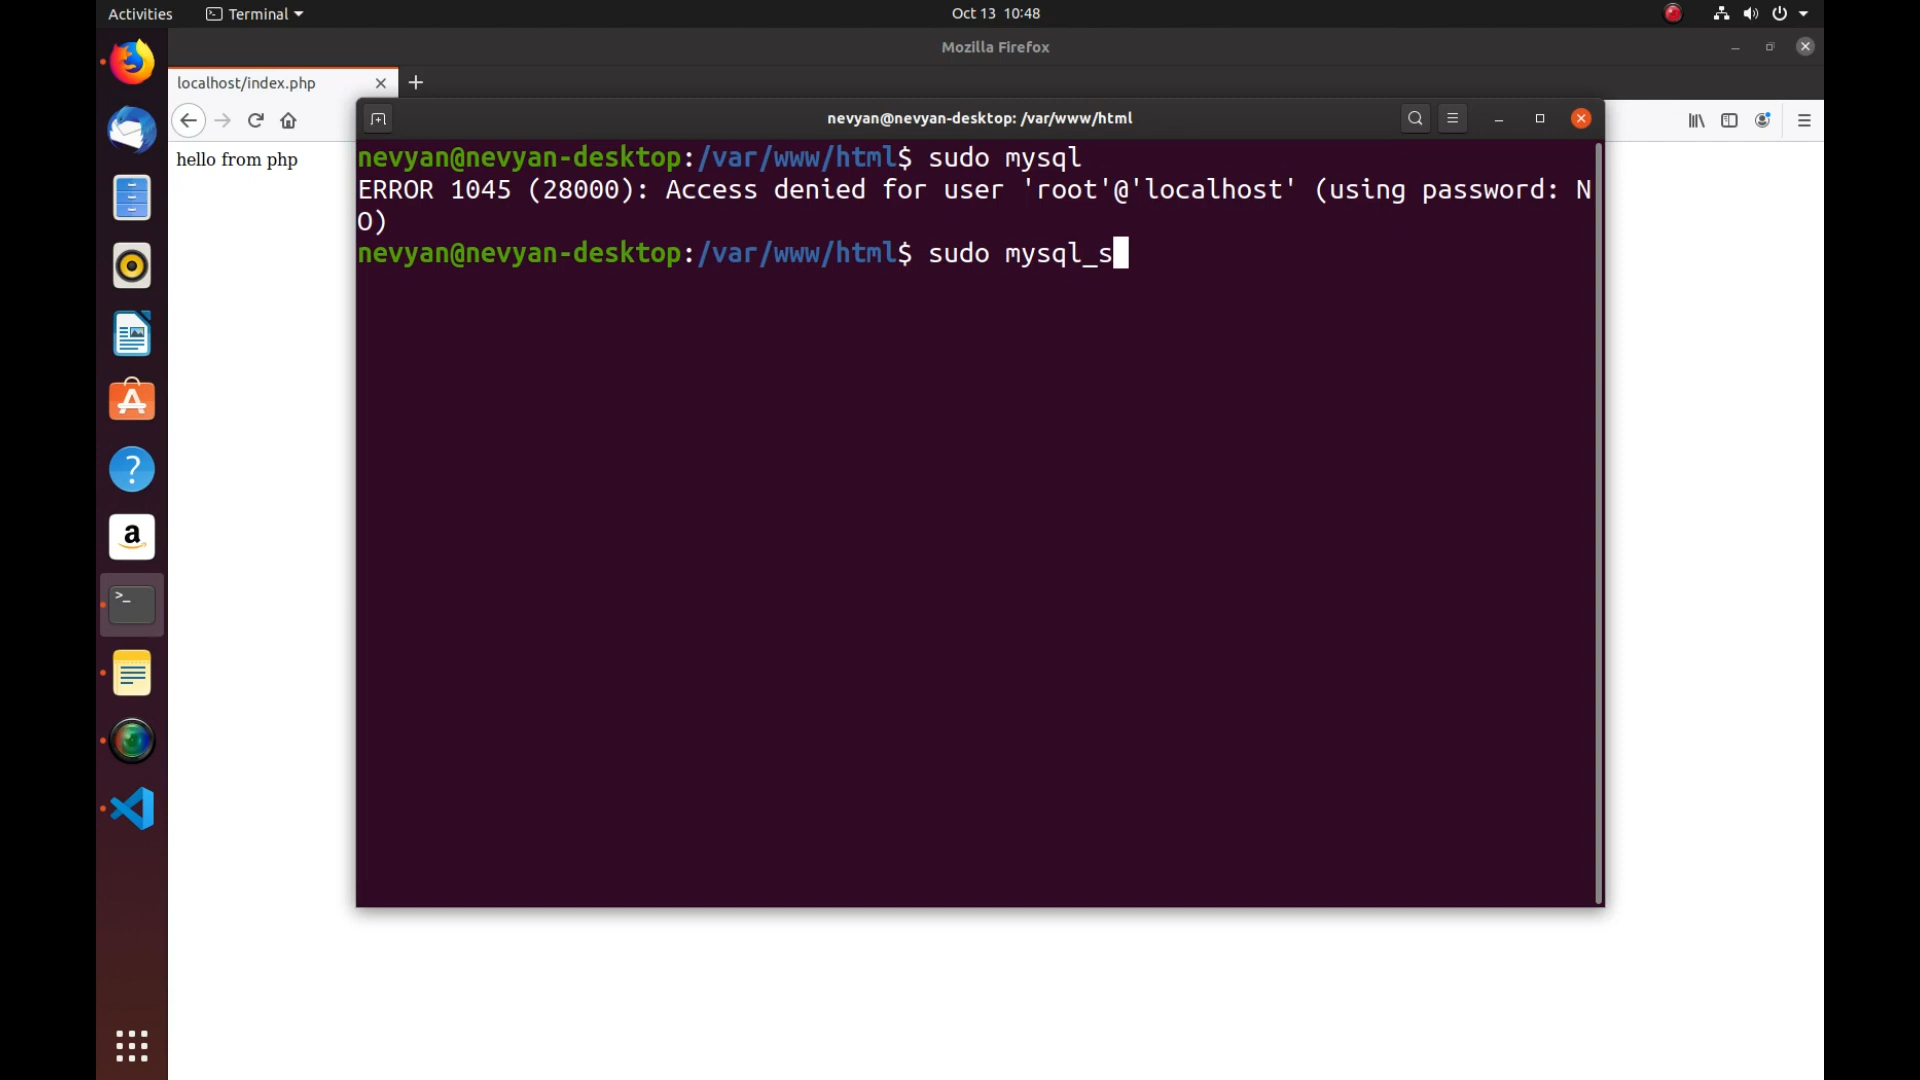 Activities Terminal Oct 13 10:48
Mozilla Firefox
localhost/index.php
nevyan@nevyan-desktop: /var/www/html
hello from php
nevyan@nevyan-desktop:/var/www/html$ sudo mysql
ERROR 1045 (28000): Access denied for user 'root'@'localhost' (using password: N
O)
nevyan@nevyan-desktop:/var/www/html$ sudo mysql_s